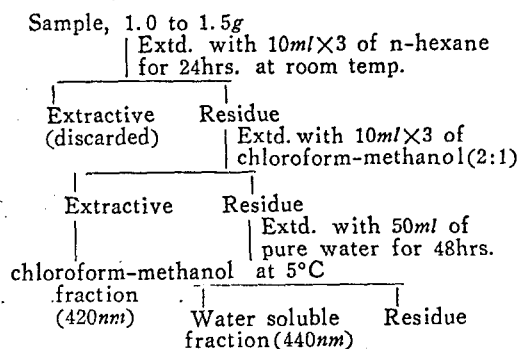 Sample, 1.0 to 1.5g
Extd. with 10ml×3 of n-hexane
for 24hrs. at room temp.
Extractive
(discarded)
Residue
Extd. with 10ml×3 of
chloroform-methanol(2:1)
Extractive
Residue
Extd. with 50ml of
pure water for 48hrs.
at 5°C
chloroform-methanol
fraction
(420nm)
Water soluble
fraction(440nm)
Residue